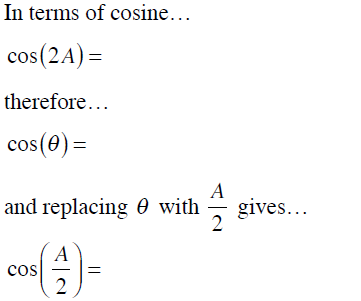 In terms of cosine…
cos(2A) =
therefore…
cos(θ) =
and replacing θ with A/2 gives…
cos(A/2) =